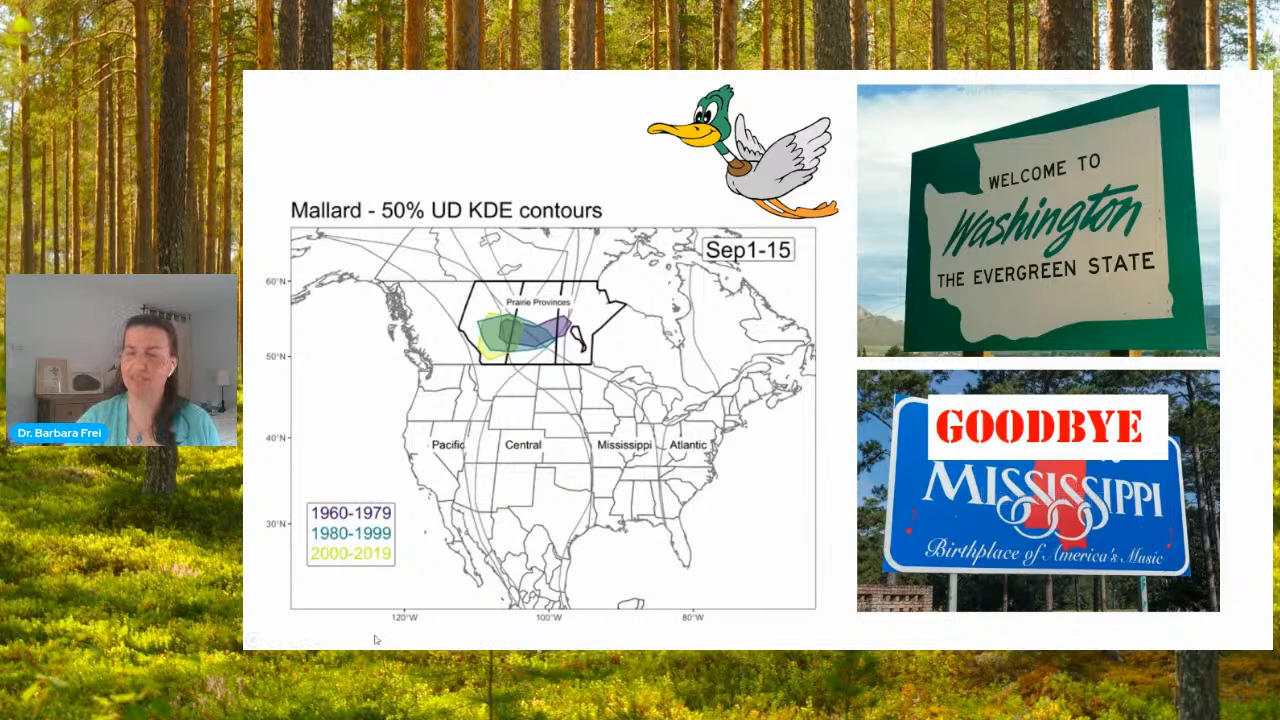 Mallard - 50% UD KDE contours
Sep1-15
60°N
50°N
40°N
30°N
Prairie Provinces
Pacific
Central
Mississippi
Atlantic
1960-1979
1980-1999
2000-2019
120°W
100°W
80°W
WELCOME TO
Washington
THE EVERGREEN STATE
GOODBYE
MISSISSIPPI
Birthplace of America's Music
Dr. Barbara Frei